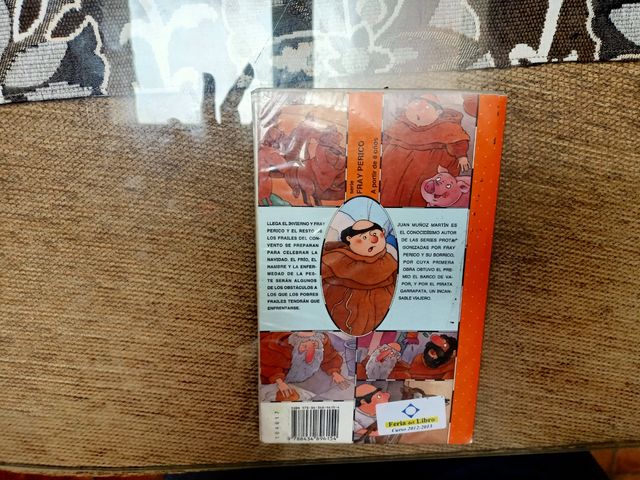 serie
FRAY PERICO
A partir de 8 años
LLEGA EL INVIERNO Y FRAY
PERICO Y EL RESTO DE
LOS FRAILES DEL CON-
VENTO SE PREPARAN
PARA CELEBRAR LA
NAVIDAD. EL FRÍO, EL
HAMBRE Y LA ENFER-
MEDAD DE LA PES-
TE SERÁN ALGUNOS
DE LOS OBSTÁCULOS A
LOS QUE LOS POBRES
FRAILES TENDRÁN QUE
ENFRENTARSE.
JUAN MUÑOZ MARTÍN ES
EL CONOCIDÍSIMO AUTOR
DE LAS SERIES PROTA-
GONIZADAS POR FRAY
PERICO Y SU BORRICO,
POR CUYA PRIMERA
OBRA OBTUVO EL PRE-
MIO EL BARCO DE VA-
POR, Y POR EL PIRATA
GARRAPATA, UN INCAN-
SABLE VIAJERO.
9 788434 896154
Feria del Libro
Curso 2012-2013